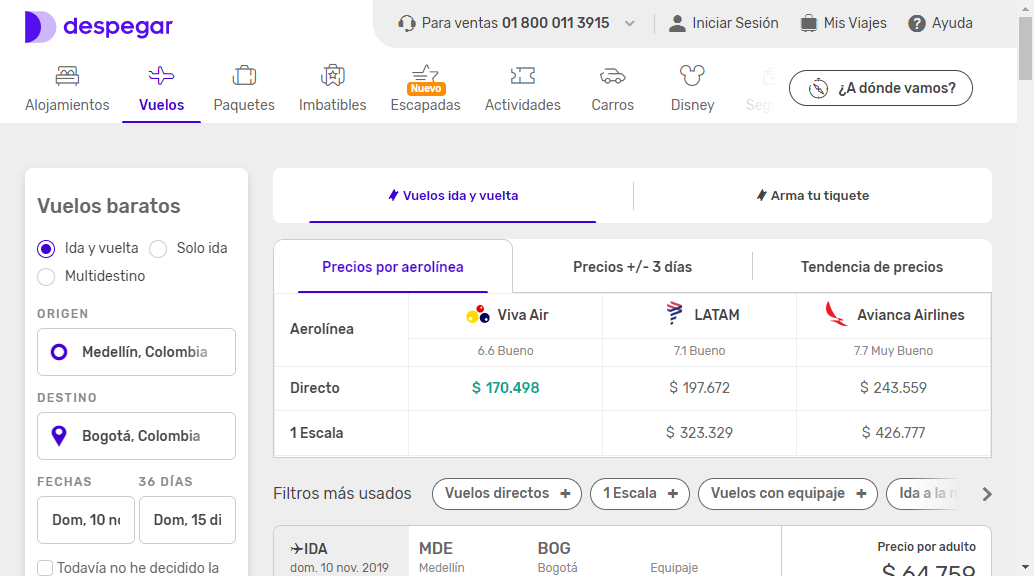 despegar
Para ventas 01 800 011 3915
Iniciar Sesión
Mis Viajes
Ayuda
Nuevo
Alojamientos
Vuelos
Paquetes
Imbatibles
Escapadas
Actividades
Carros
Disney
¿A dónde vamos?
Vuelos baratos
Ida y vuelta
Solo ida
Multidestino
ORIGEN
Medellín, Colombia
DESTINO
Bogotá, Colombia
FECHAS
36 DÍAS
Dom, 10
Dom, 15 di
Todavía no he decidido la
Vuelos ida y vuelta
Arma tu tiquete
Precios por aerolínea
Precios +/- 3 días
Tendencia de precios
Aerolínea
Viva Air
LATAM
Avianca Airlines
6.6 Bueno
7.1 Bueno
7.7 Muy Bueno
Directo
$ 170.498
$ 197.672
$ 243.559
1 Escala
$ 323.329
$ 426.777
Filtros más usados
Vuelos directos +
1 Escala +
Vuelos con equipaje +
Ida a la
IDA
MDE
BOG
Precio por adulto
dom. 10 nov. 2019
Medellín
Bogotá
Equipaje
$ 64.759